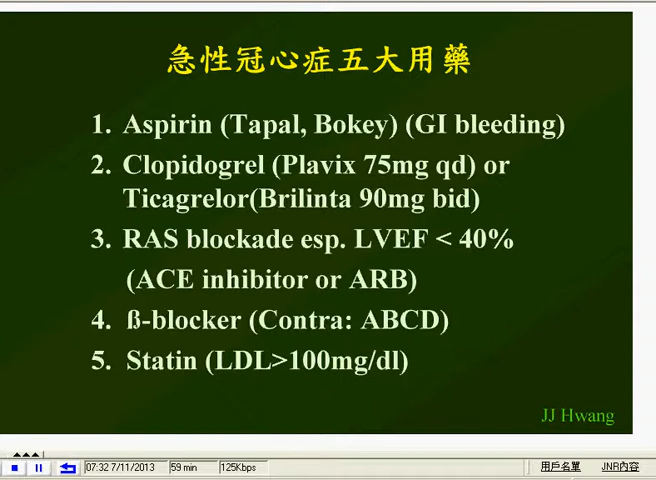 急性冠心症五大用藥
1. Aspirin (Tapal, Bokey) (GI bleeding)
2. Clopidogrel (Plavix 75mg qd) or
Ticagrelor(Brilinta 90mg bid)
3. RAS blockade esp. LVEF < 40%
(ACE inhibitor or ARB)
4. ß-blocker (Contra: ABCD)
5. Statin (LDL>100mg/dl)
JJ Hwang
07:32 7/11/2013 59 min 125Kbps 用戶名單 JNR內容